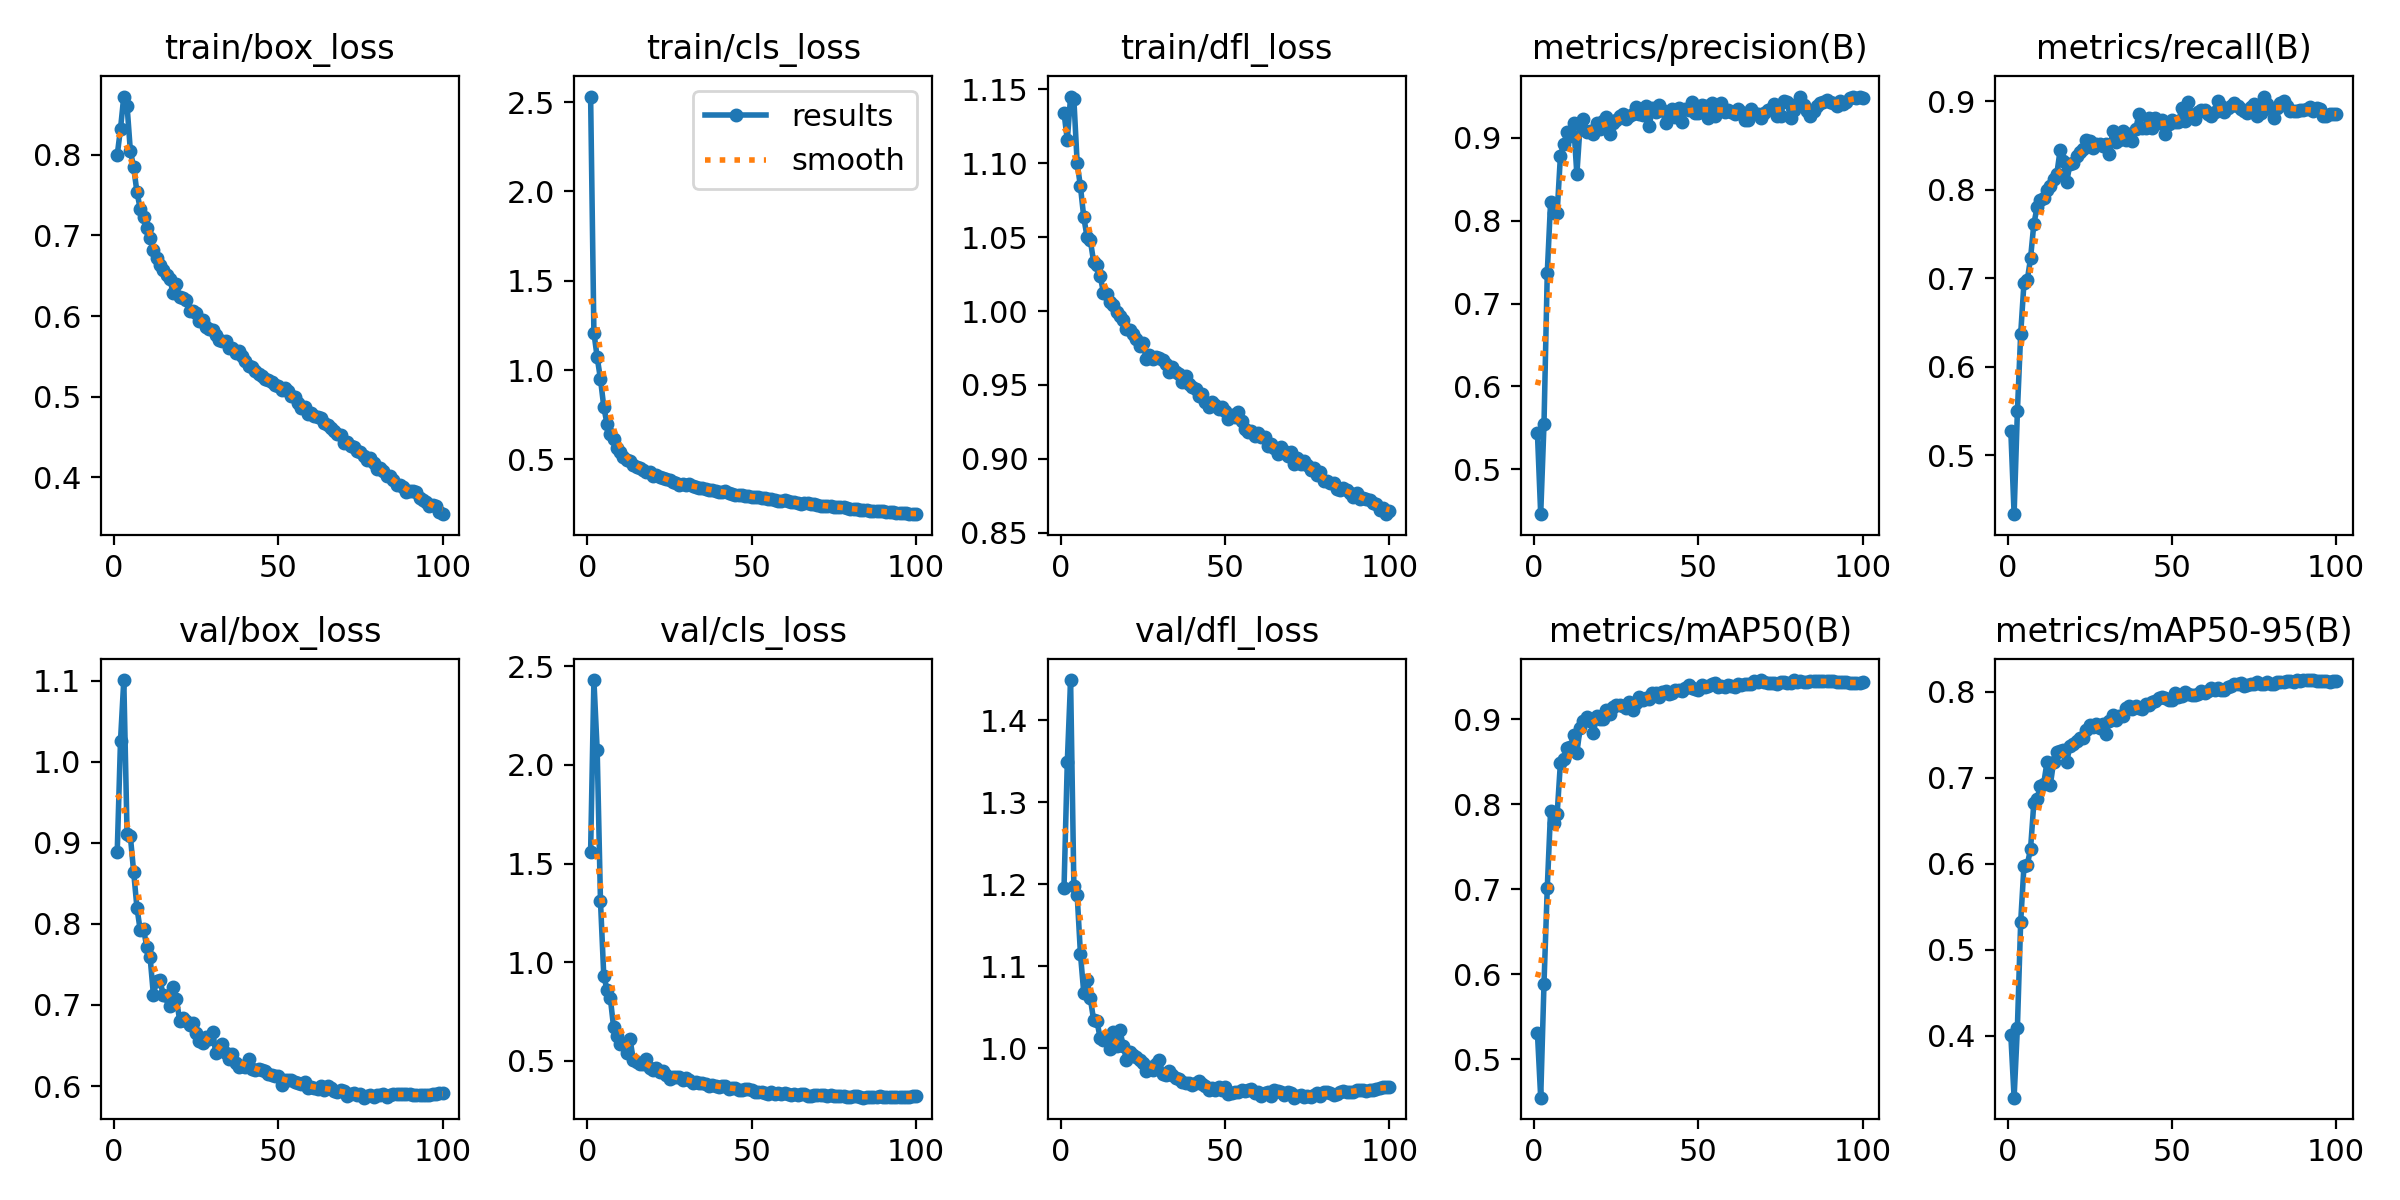 train/box_loss
0.8
0.7
0.6
0.5
0.4
0 50 100
train/cls_loss
2.5
2.0
1.5
1.0
0.5
0 50 100
results
smooth
train/dfl_loss
1.15
1.10
1.05
1.00
0.95
0.90
0.85
0 50 100
metrics/precision(B)
0.9
0.8
0.7
0.6
0.5
0 50 100
metrics/recall(B)
0.9
0.8
0.7
0.6
0.5
0 50 100
val/box_loss
1.1
1.0
0.9
0.8
0.7
0.6
0 50 100
val/cls_loss
2.5
2.0
1.5
1.0
0.5
0 50 100
val/dfl_loss
1.4
1.3
1.2
1.1
1.0
0 50 100
metrics/mAP50(B)
0.9
0.8
0.7
0.6
0.5
0 50 100
metrics/mAP50-95(B)
0.8
0.7
0.6
0.5
0.4
0 50 100